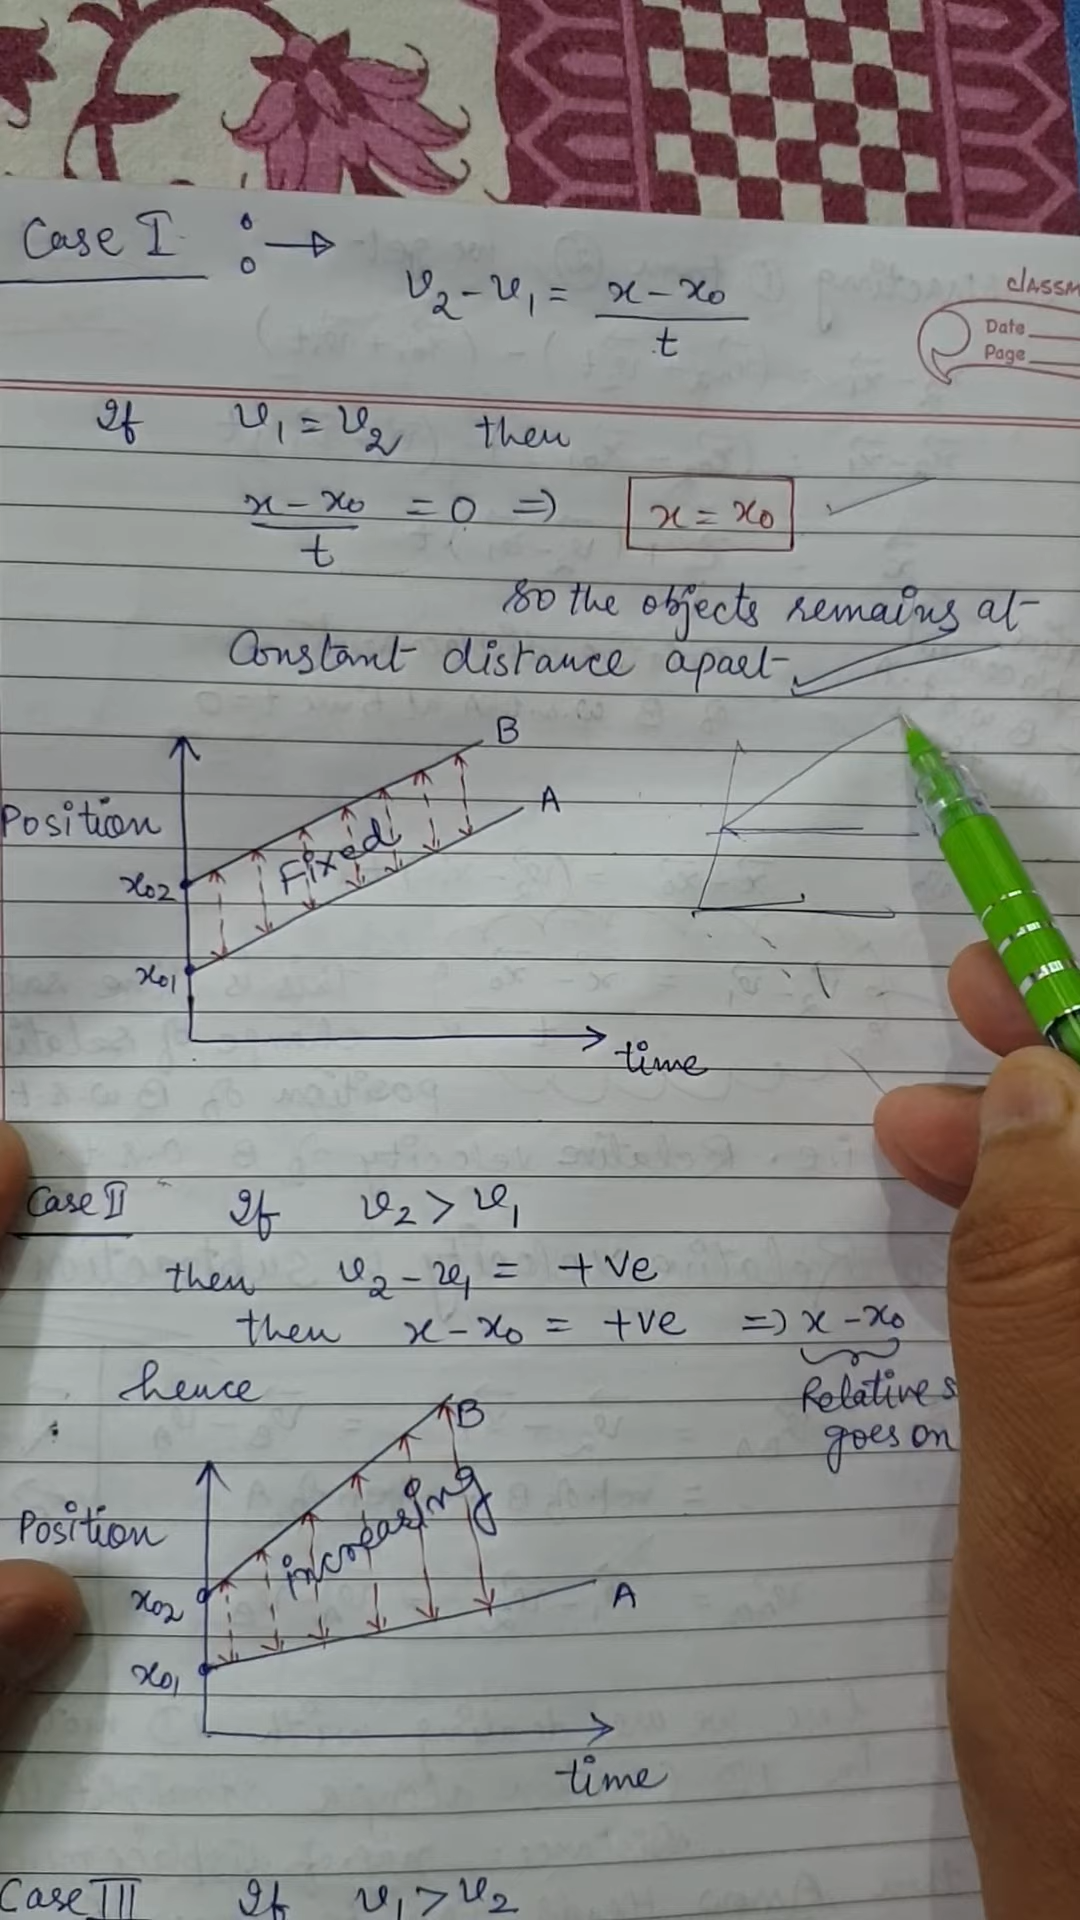 Case I :→
v₂ - v₁ = x - x₀ / t
Date
Page
If v₁ = v₂ then
x - x₀ / t = 0 ⇒ x = x₀
So the objects remains at
Constant distance apart
B
A
Position
Fixed
x₀₂
x₀₁
time
Case II If v₂ > v₁
then v₂ - v₁ = +ve
then x - x₀ = +ve ⇒ x - x₀
hence
Relative s
goes on
B
increasing
Position
x₀₂
A
x₀₁
time
Case III If v₁ > v₂